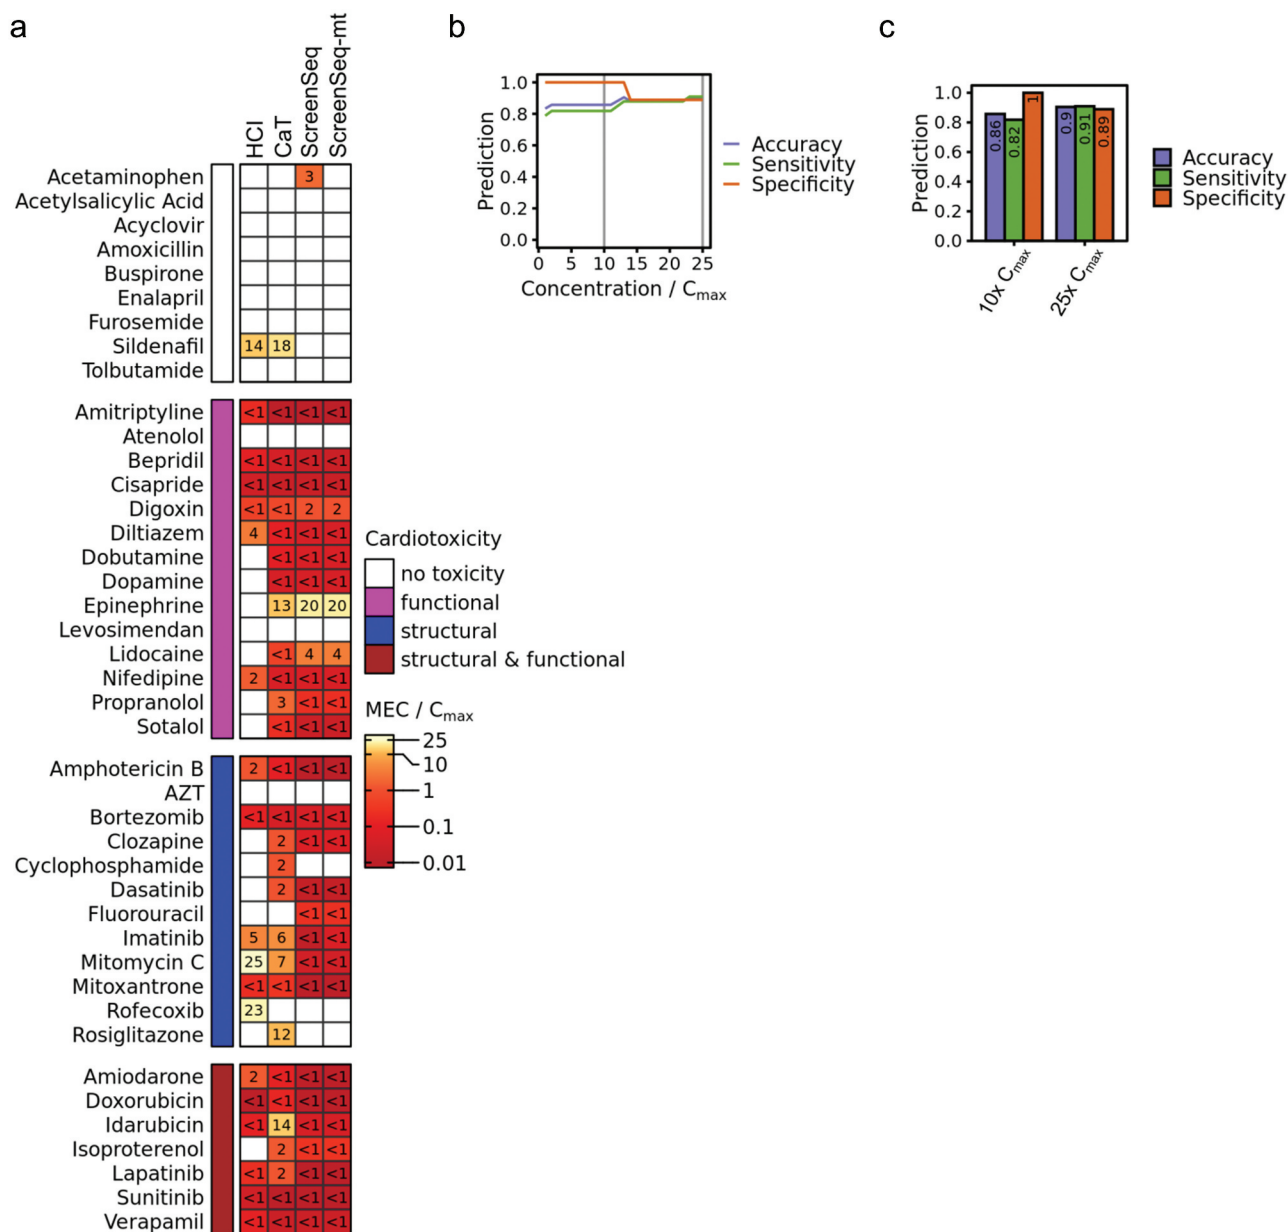 a
HCI CaT ScreenSeq ScreenSeq-mt
Acetaminophen 3
Acetylsalicylic Acid
Acyclovir
Amoxicillin
Buspirone
Enalapril
Furosemide
Sildenafil 14 18
Tolbutamide
Amitriptyline <1 <1 <1 <1
Atenolol
Bepridil <1 <1 <1 <1
Cisapride <1 <1 <1 <1
Digoxin <1 <1 2 2
Diltiazem 4 <1 <1 <1
Dobutamine <1 <1 <1
Dopamine <1 <1 <1
Epinephrine 13 20 20
Levosimendan
Lidocaine <1 4 4
Nifedipine 2 <1 <1 <1
Propranolol 3 <1 <1
Sotalol <1 <1 <1
Amphotericin B 2 <1 <1 <1
AZT
Bortezomib <1 <1 <1 <1
Clozapine 2 <1 <1
Cyclophosphamide 2
Dasatinib 2 <1 <1
Fluorouracil <1 <1
Imatinib 5 6 <1 <1
Mitomycin C 25 7 <1 <1
Mitoxantrone <1 <1 <1 <1
Rofecoxib 23
Rosiglitazone 12
Amiodarone 2 <1 <1 <1
Doxorubicin <1 <1 <1 <1
Idarubicin <1 14 <1 <1
Isoproterenol 2 <1 <1
Lapatinib <1 2 <1 <1
Sunitinib <1 <1 <1 <1
Verapamil <1 <1 <1 <1
Cardiotoxicity
no toxicity
functional
structural
structural & functional
MEC / Cmax
25
10
1
0.1
0.01
b
Prediction
1.0
0.8
0.6
0.4
0.2
0.0
0 5 10 15 20 25
Concentration / Cmax
Accuracy
Sensitivity
Specificity
c
Prediction
1.0
0.8
0.6
0.4
0.2
0.0
0.86 0.82 1 0.9 0.91 0.89
10x Cmax 25x Cmax
Accuracy
Sensitivity
Specificity